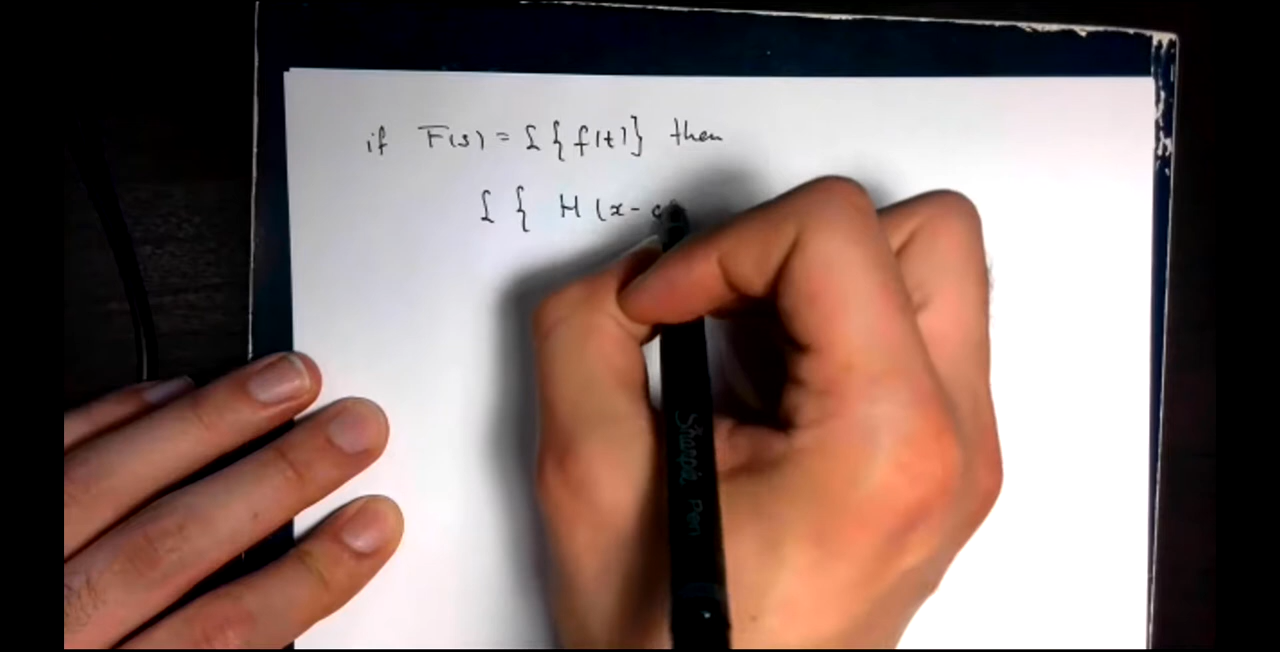 if F(s) = ℒ { f(t) } then
ℒ { H (x-
Sharpie Pen